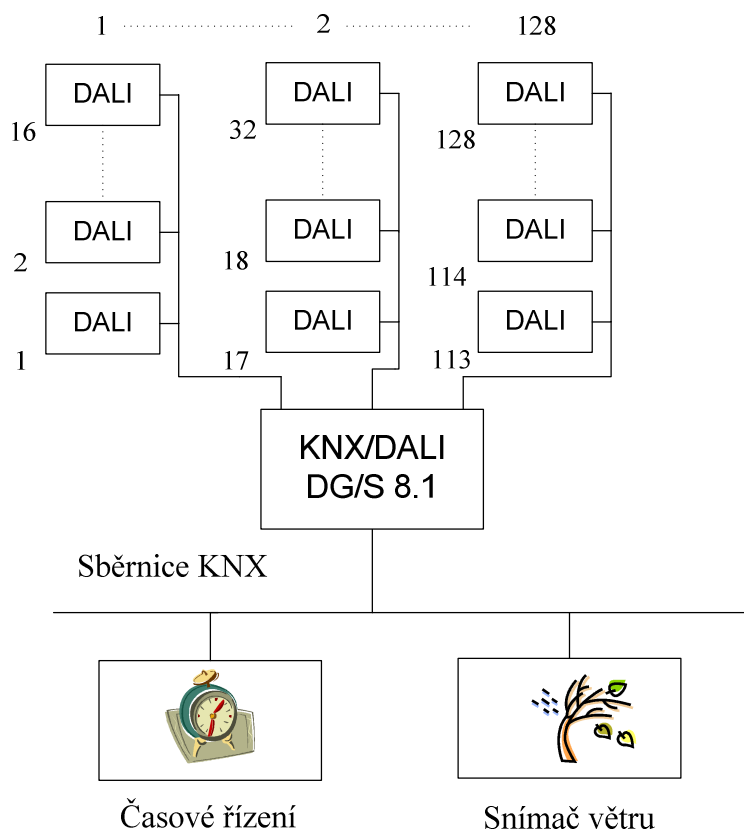 1 2 128
DALI DALI DALI
16 32 128
DALI DALI DALI
2 18 114
DALI DALI DALI
1 17 113
KNX/DALI
DG/S 8.1
Sběrnice KNX
Časové řízení Snímač větru